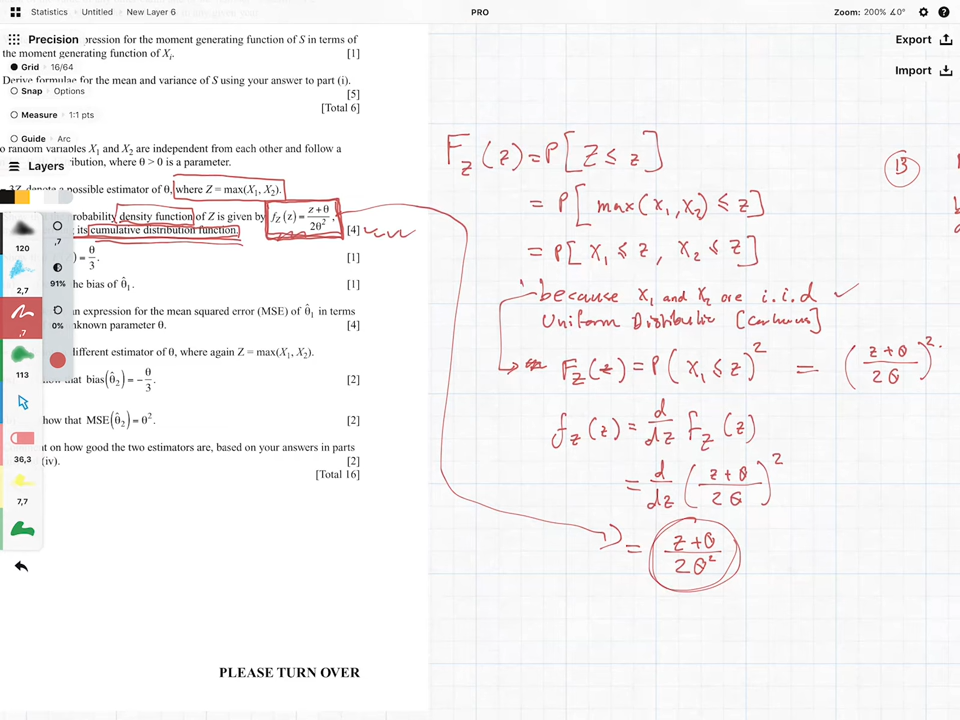 Statistics Untitled New Layer 6 PRO Zoom: 200% ∠0°
Precision
Export
Import
Grid 16/64
Snap Options
Measure 1:1 pts
Guide Arc
Layers
pression for the moment generating function of S in terms of
the moment generating function of Xᵢ. [1]
Derive formulae for the mean and variance of S using your answer to part (i).
[5]
[Total 6]
o random variables X₁ and X₂ are independent from each other and follow a
ribution, where θ > 0 is a parameter.
3Z denote a possible estimator of θ, where Z = max(X₁, X₂).
robability density function of Z is given by f_Z(z) = (z+θ)/(2θ²),
its cumulative distribution function. [4]
) = θ/3. [1]
he bias of θ̂₁. [1]
an expression for the mean squared error (MSE) of θ̂₁ in terms
nknown parameter θ. [4]
ifferent estimator of θ, where again Z = max(X₁, X₂).
at bias(θ̂₂) = −θ/3. [2]
how that MSE(θ̂₂) = θ². [2]
nt on how good the two estimators are, based on your answers in parts
(iv). [2]
[Total 16]
PLEASE TURN OVER
120
2,7
,7
113
36,3
7,7
,7
91%
0%
F_Z(z) = P[Z ≤ z]
= P[max(X₁, X₂) ≤ z]
= P[X₁ ≤ z, X₂ ≤ z]
because X₁ and X₂ are i.i.d ✓
F_Z(z) = P(X₁ ≤ z)² = ((z+θ)/(2θ))²
f_Z(z) = d/dz F_Z(z)
= d/dz ((z+θ)/(2θ))²
= (z+θ)/(2θ²)
B